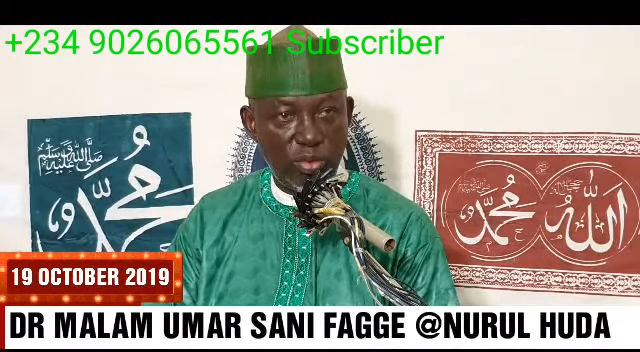 +234 9026065561 Subscriber
صلى الله عليه وسلم
محمد
محمد
الله
19 OCTOBER 2019
DR MALAM UMAR SANI FAGGE @NURUL HUDA